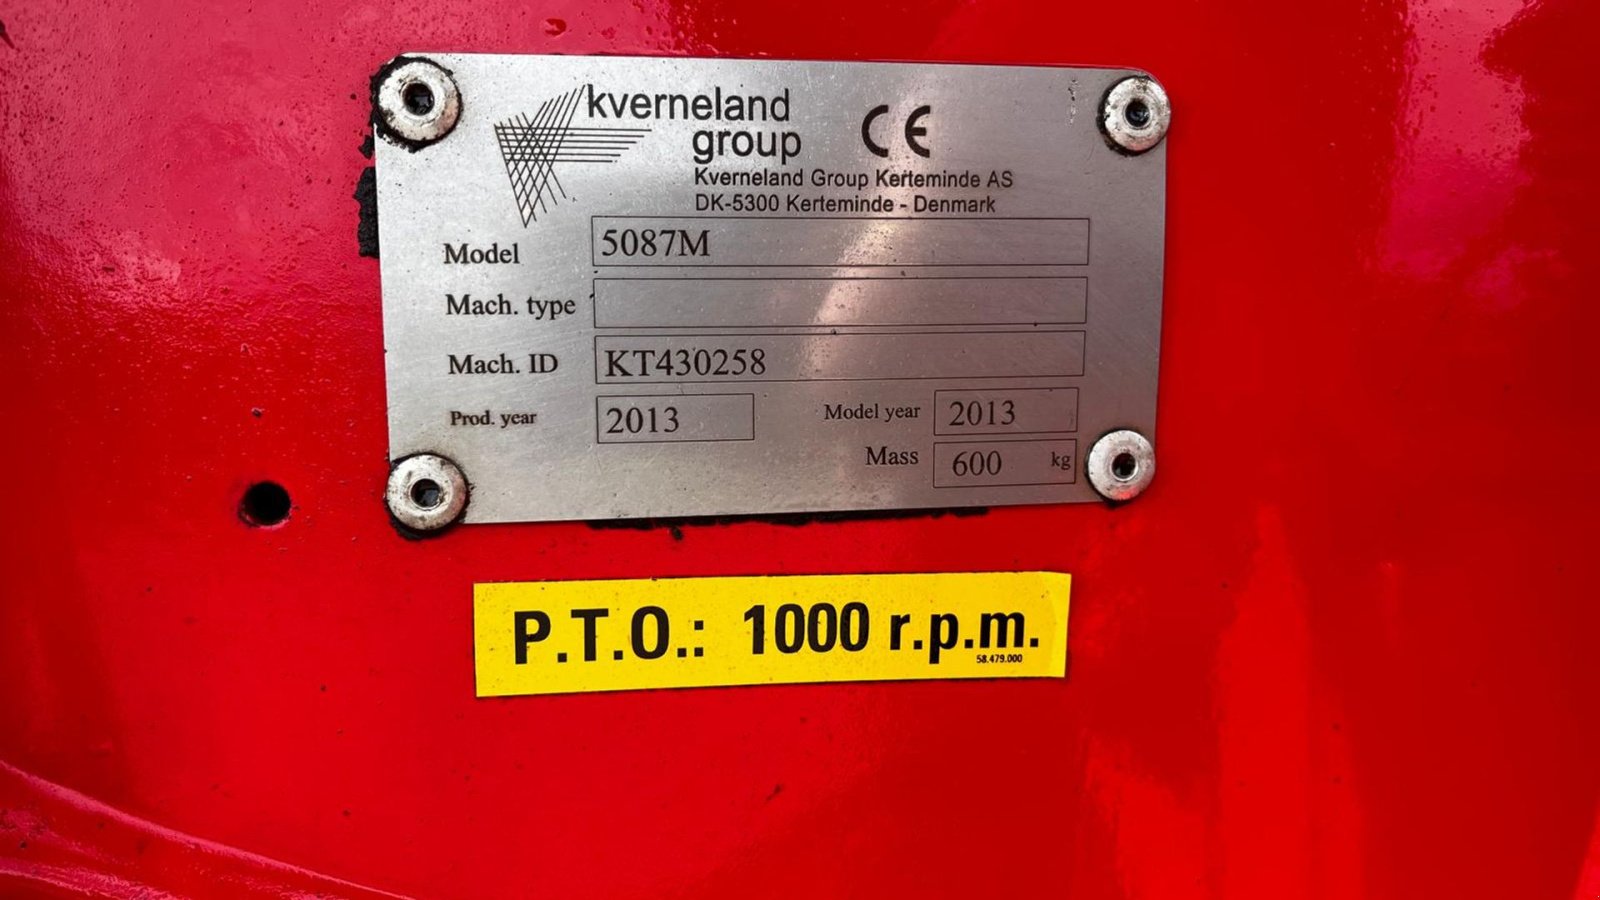 kverneland
group
CE
Kverneland Group Kerteminde AS
DK-5300 Kerteminde - Denmark
Model 5087M
Mach. type
Mach. ID KT430258
Prod. year 2013 Model year 2013
Mass 600 kg
P.T.O.: 1000 r.p.m.
58.479.000